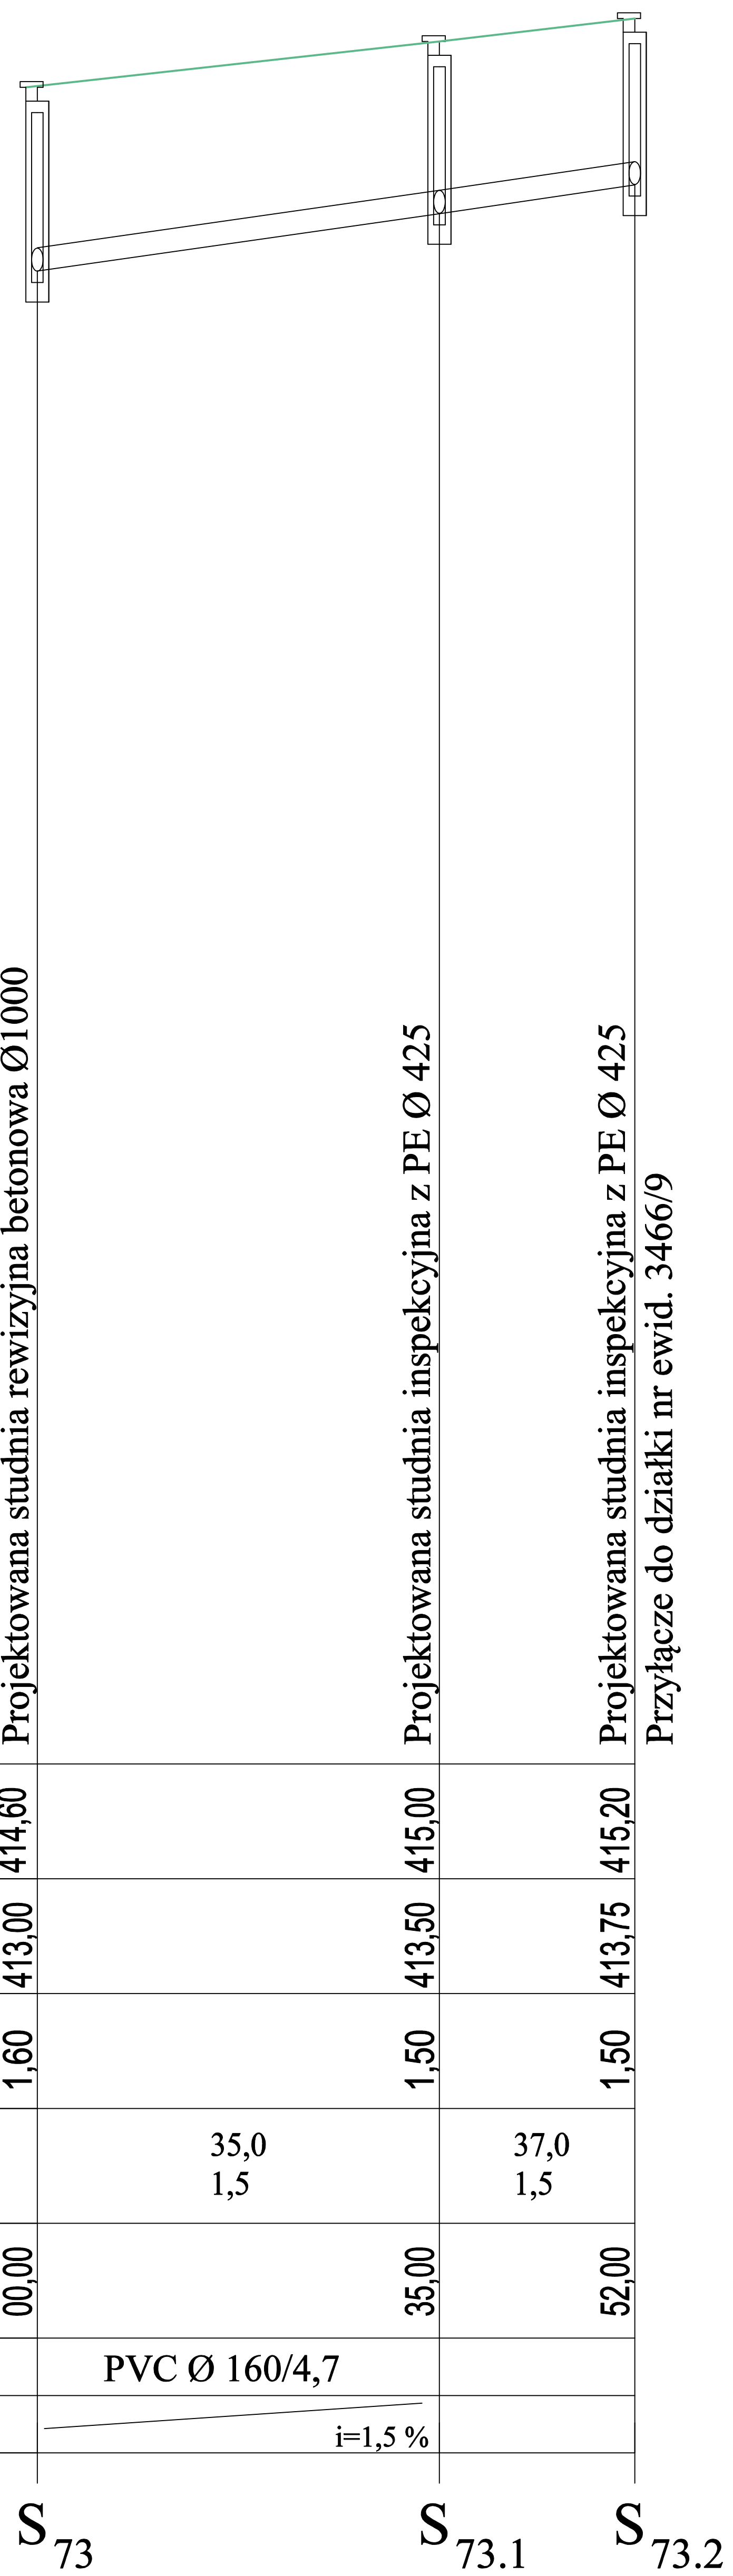 Projektowana studnia rewizyjna betonowa Ø1000
Projektowana studnia inspekcyjna z PE Ø 425
Projektowana studnia inspekcyjna z PE Ø 425
Przyłącze do działki nr ewid. 3466/9
414,60 415,00 415,20
413,00 413,50 413,75
1,60 1,50 1,50
35,0 37,0
1,5 1,5
00,00 35,00 52,00
PVC Ø 160/4,7
i=1,5 %
S73 S73.1 S73.2